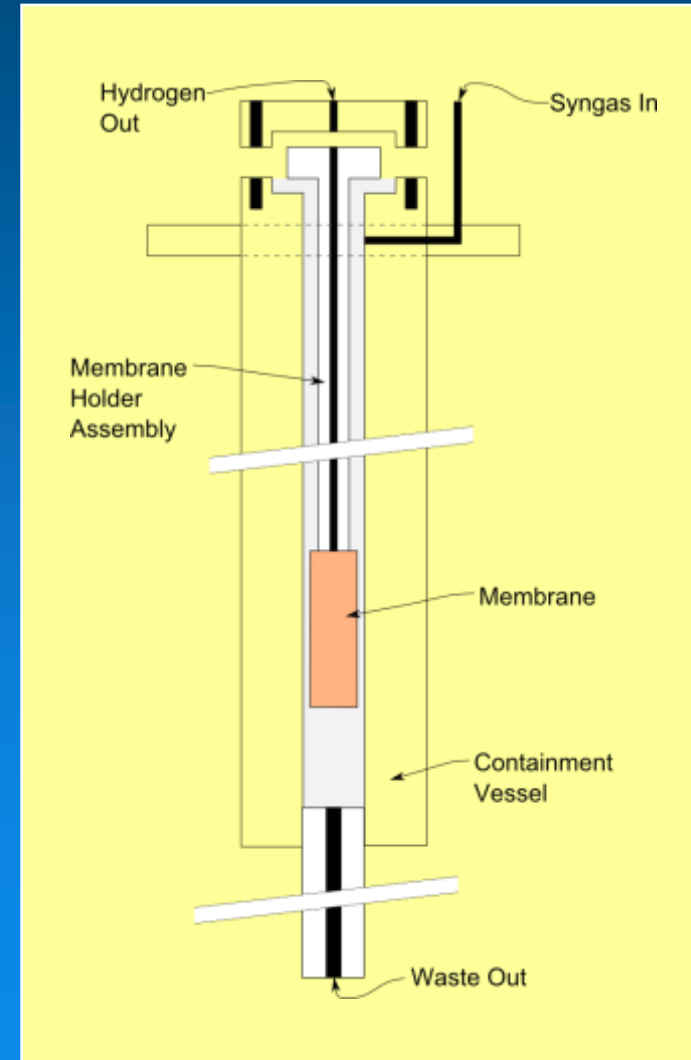 Hydrogen
Out
Syngas In
Membrane
Holder
Assembly
Membrane
Containment
Vessel
Waste Out